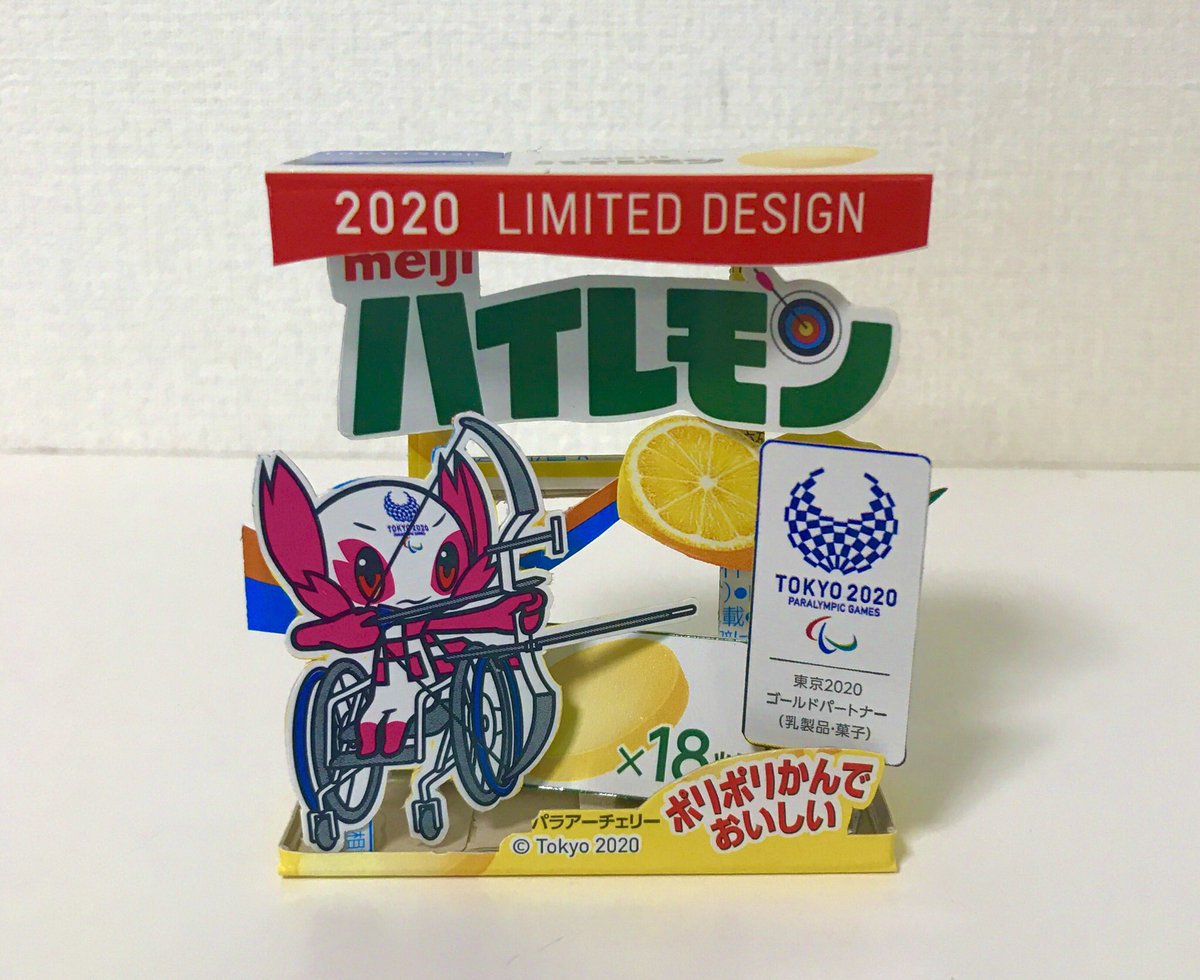 2020 LIMITED DESIGN
meiji
ハイレモン
TOKYO 2020
PARALYMPIC GAMES
TOKYO 2020
PARALYMPIC GAMES
東京2020
ゴールドパートナー
(乳製品・菓子)
載
×18
ポリポリかんで
おいしい
パラアーチェリー
© Tokyo 2020